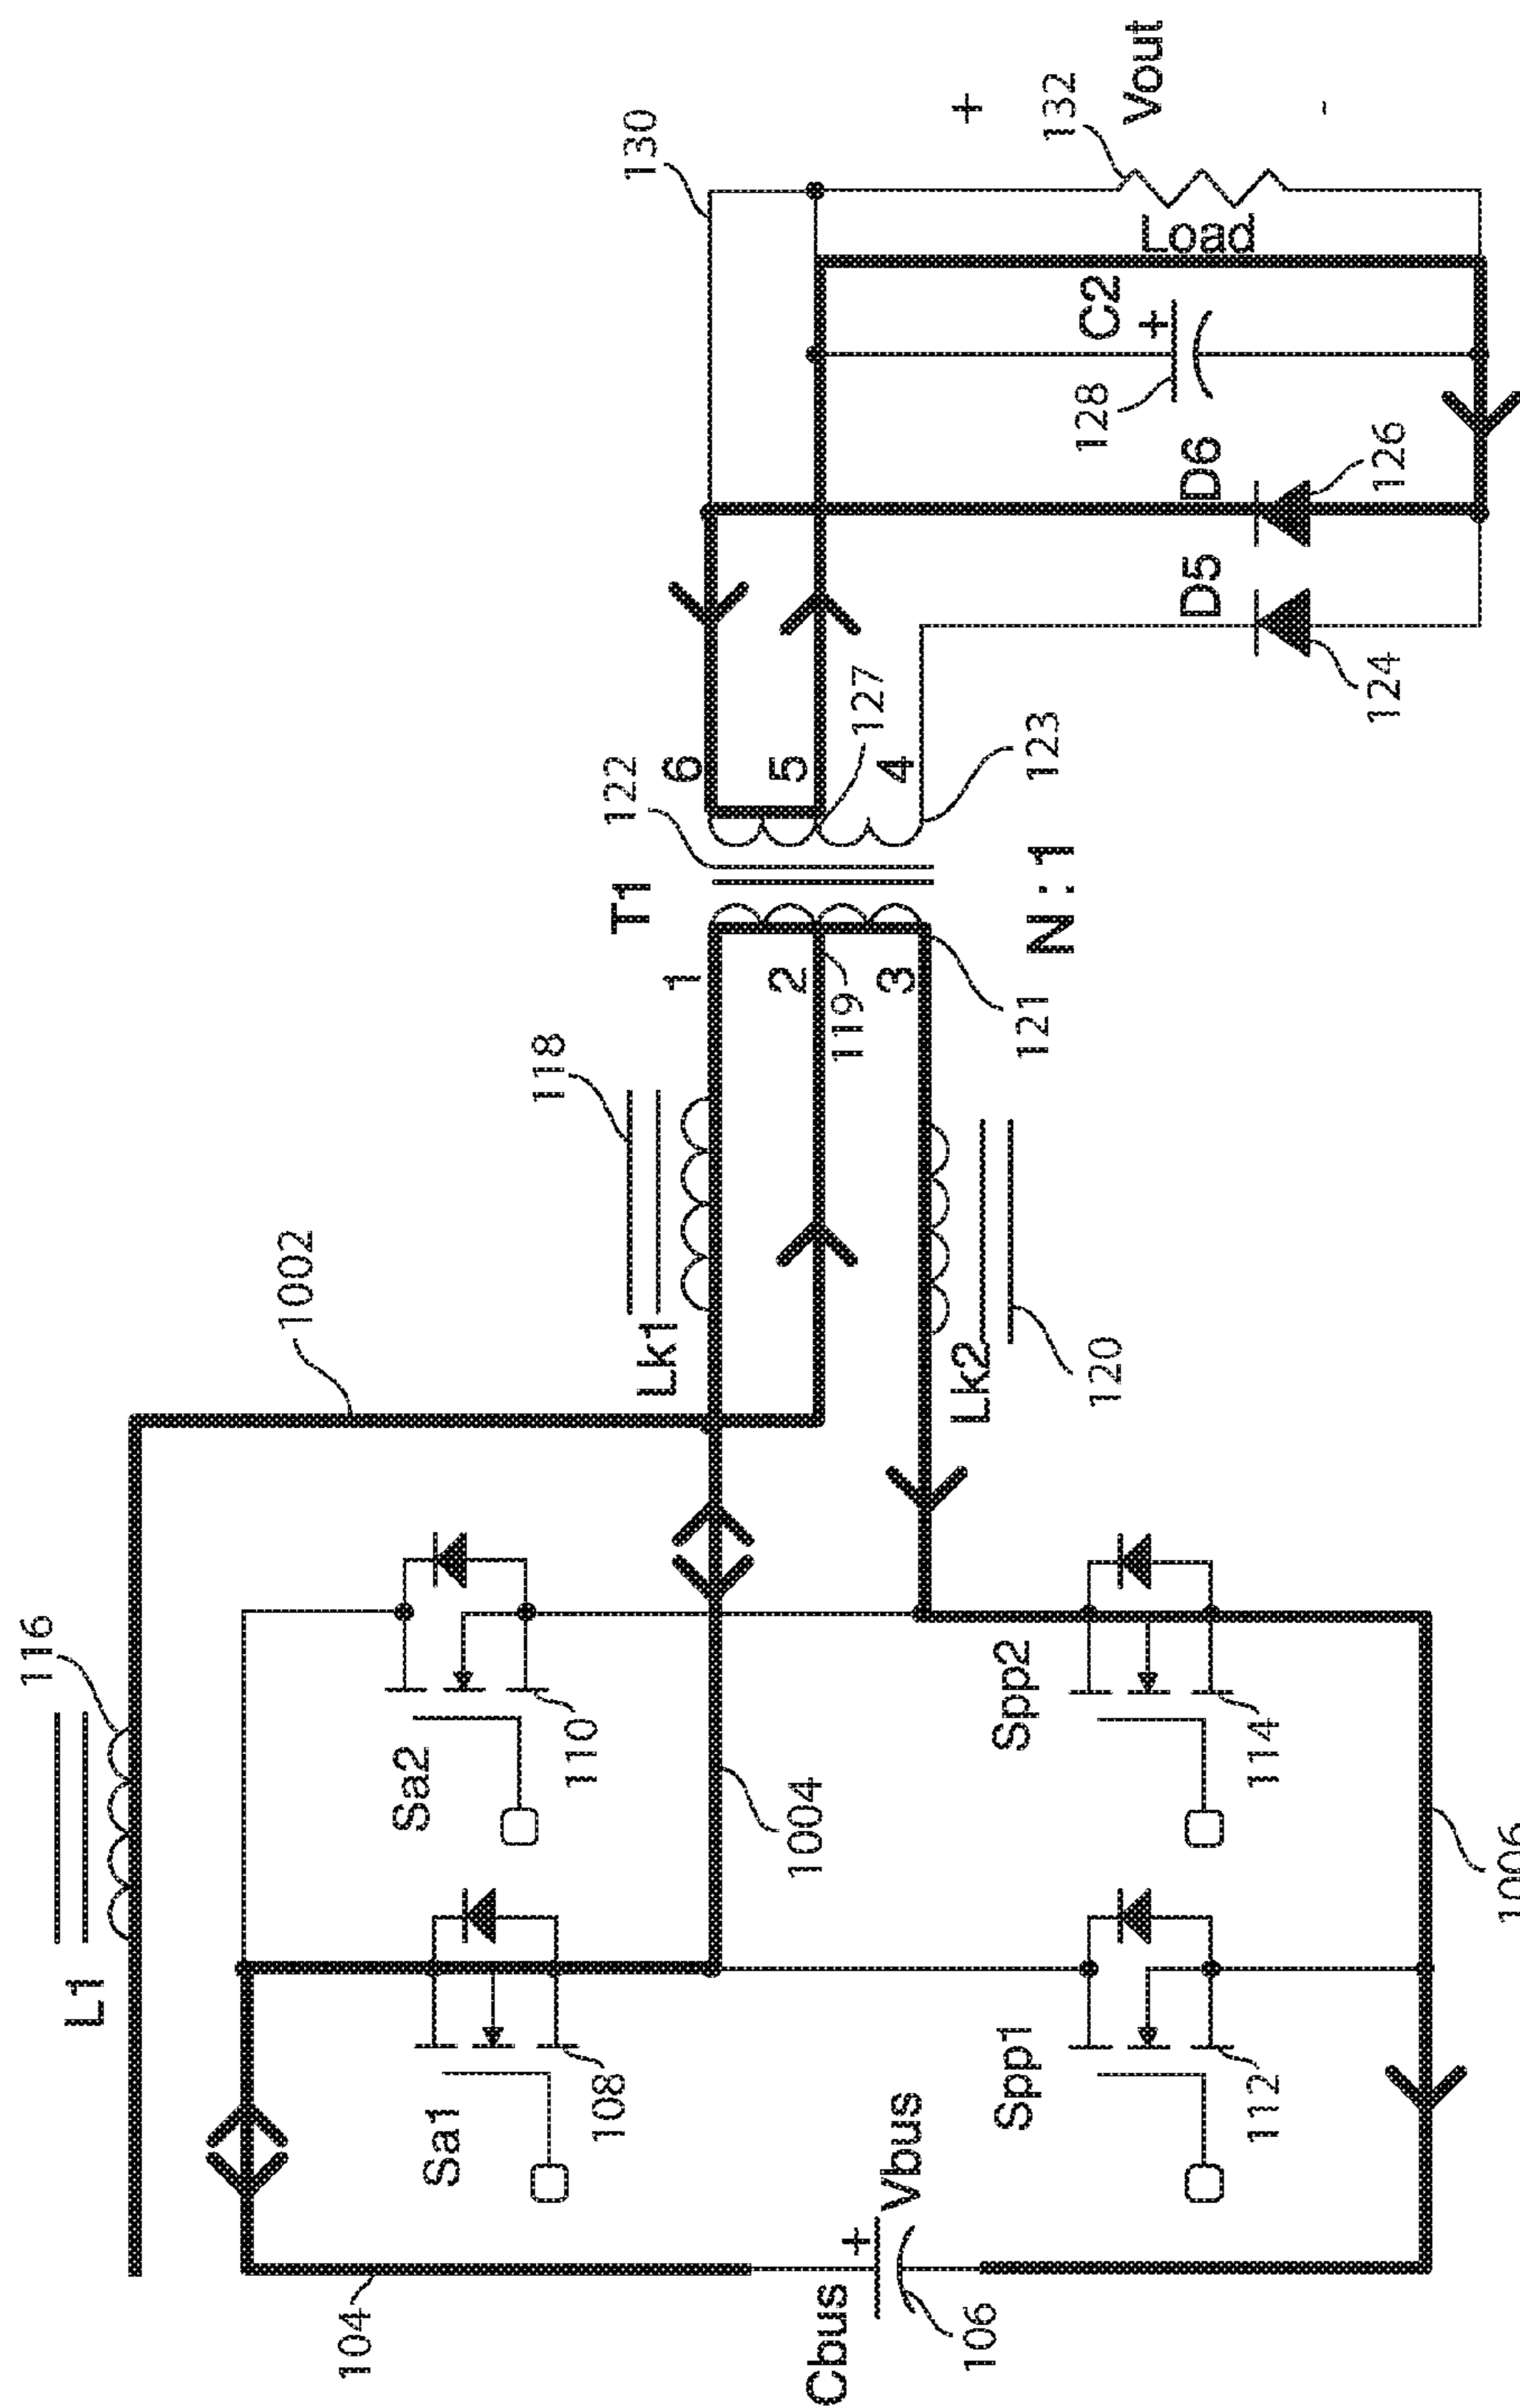 L1
116
1002
104
Sa1
108
Sa2
110
Lk1
118
T1
122
130
1
2
3
119
121
6
5
4
127
123
1004
Cbus
+
Vbus
106
Spp1
112
Spp2
114
Lk2
120
N : 1
D5
124
D6
126
C2
+
128
Load
132
+
Vout
-
1006